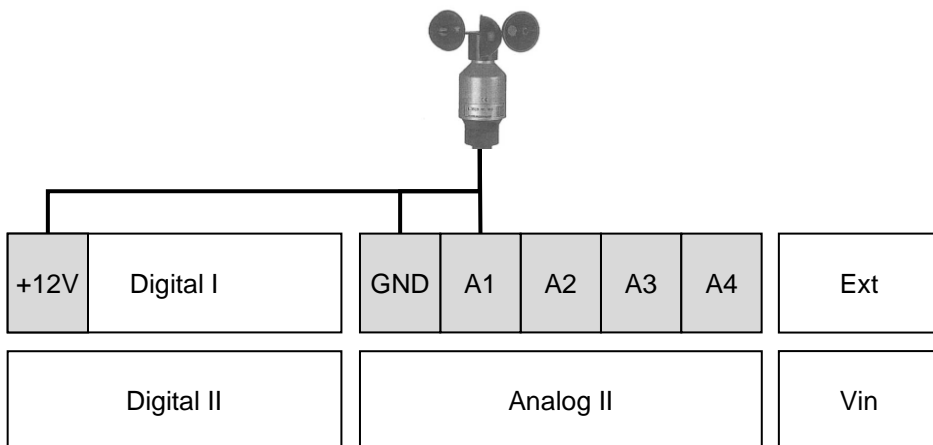 +12V Digital I GND A1 A2 A3 A4 Ext
Digital II Analog II Vin